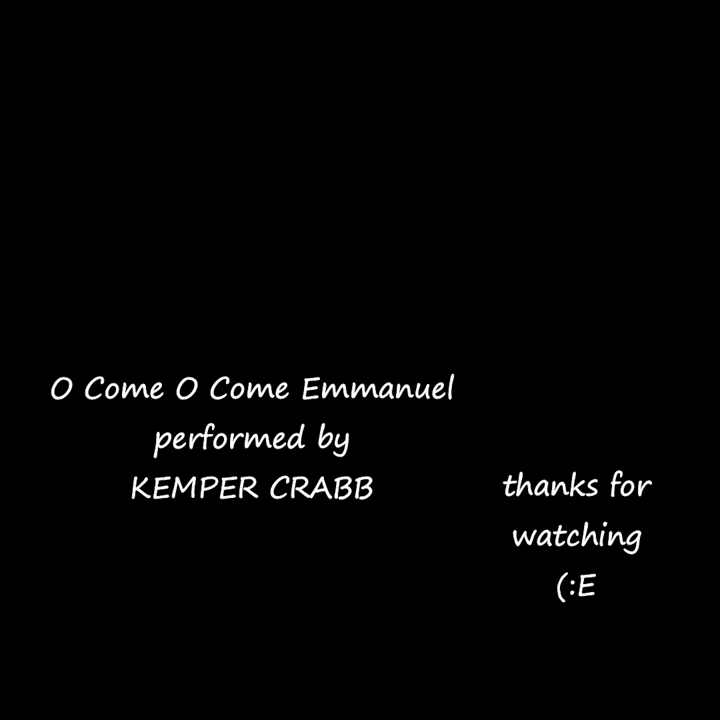 O Come O Come Emmanuel
performed by
KEMPER CRABB
thanks for
watching
(:E